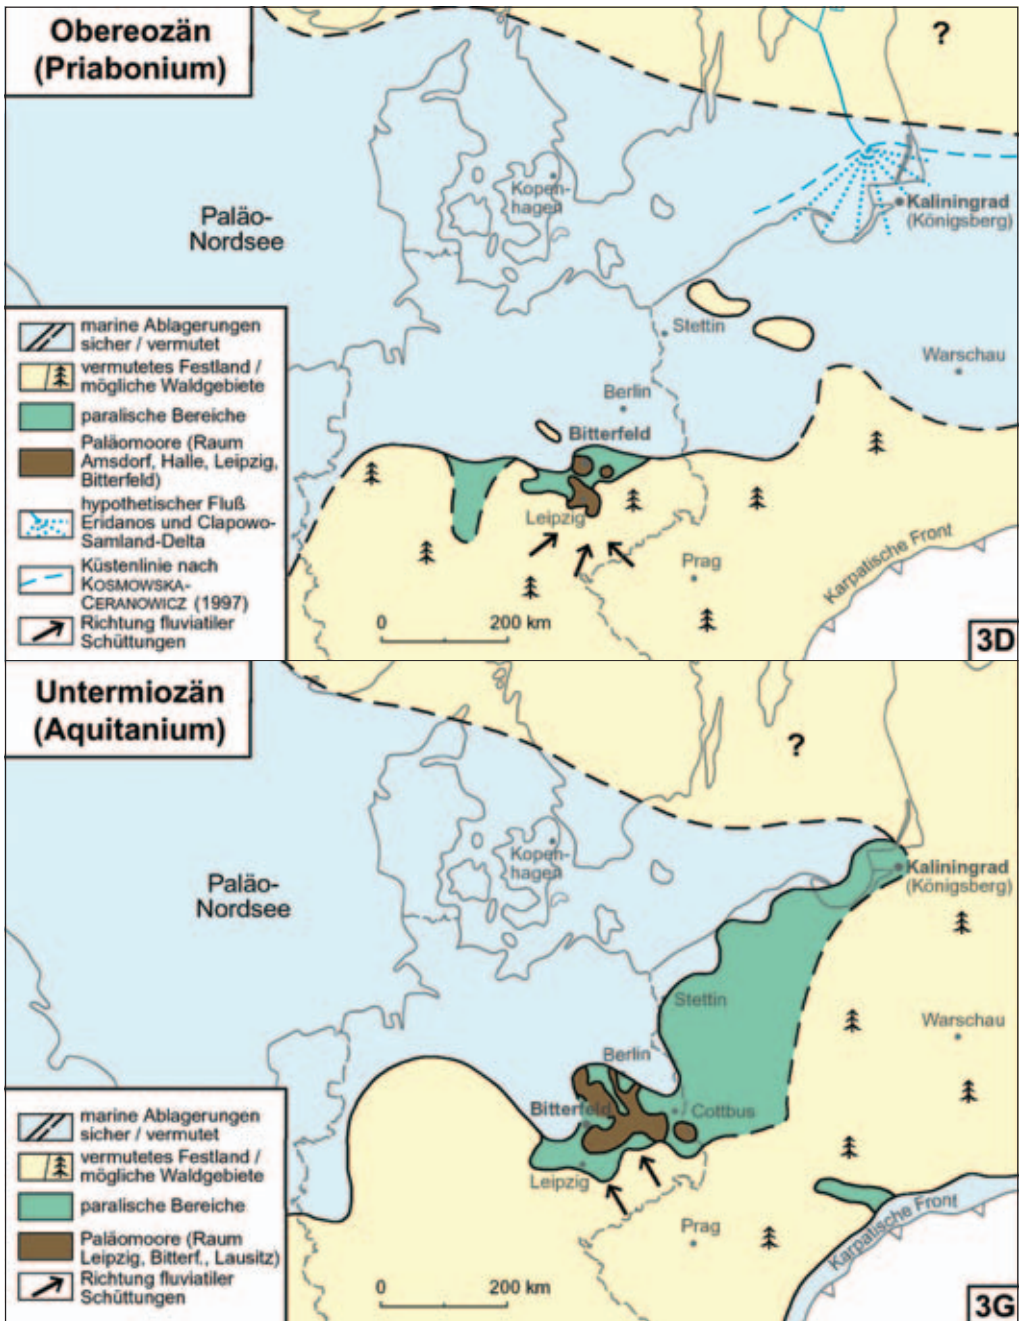 Obereozän
(Priabonium)
?
Kopen-
hagen
Kaliningrad
(Königsberg)
Paläo-
Nordsee
Stettin
Warschau
Berlin
Bitterfeld
Leipzig
Prag
Karpatische Front
marine Ablagerungen
sicher / vermutet
vermutetes Festland /
mögliche Waldgebiete
paralische Bereiche
Paläomoore (Raum
Amsdorf, Halle, Leipzig,
Bitterfeld)
hypothetischer Fluß
Eridanos und Clapowo-
Samland-Delta
Küstenlinie nach
KOSMOWSKA-
CERANOWICZ (1997)
Richtung fluviatiler
Schüttungen
0 200 km
3D
Untermiozän
(Aquitanium)
?
Kopen-
hagen
Kaliningrad
(Königsberg)
Paläo-
Nordsee
Stettin
Warschau
Berlin
Bitterfeld
Cottbus
Leipzig
Prag
Karpatische Front
marine Ablagerungen
sicher / vermutet
vermutetes Festland /
mögliche Waldgebiete
paralische Bereiche
Paläomoore (Raum
Leipzig, Bitterf., Lausitz)
Richtung fluviatiler
Schüttungen
0 200 km
3G